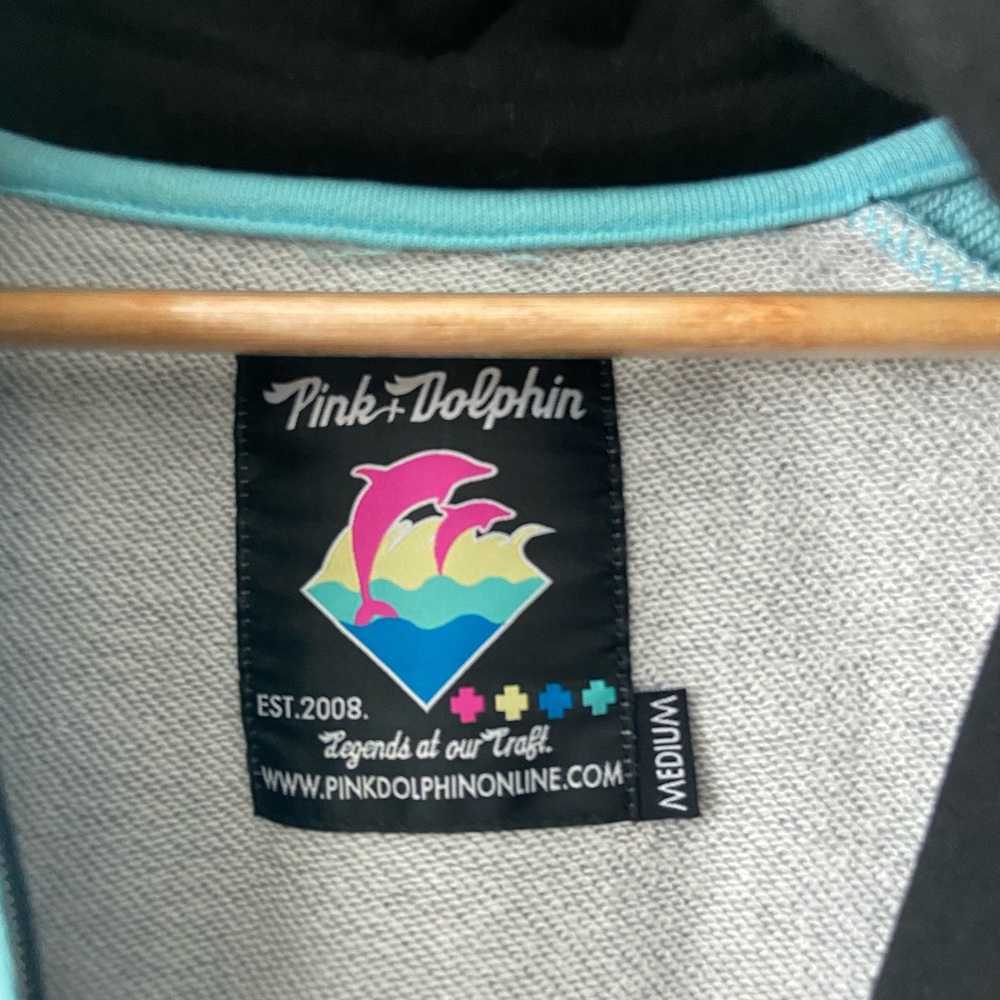 Pink+Dolphin
EST.2008.
Legends at our Craft.
WWW.PINKDOLPHINONLINE.COM
MEDIUM